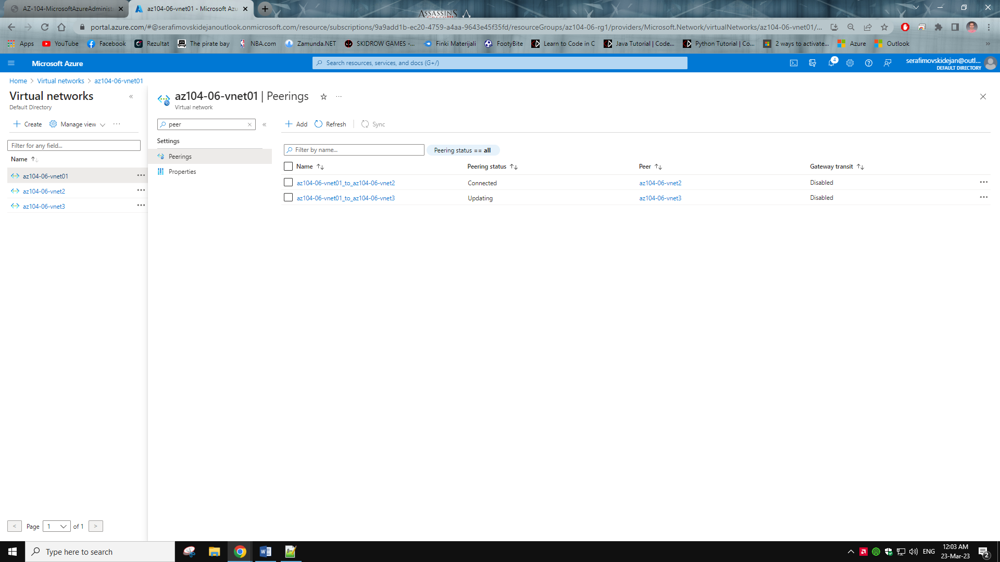 AZ-104-MicrosoftAzureAdminist
az104-06-vnet01 - Microsoft Azu
ASSASSINS
portal.azure.com/#@serafimovskidejanoutlook.onmicrosoft.com/resource/subscriptions/9a9add1b-ec20-4759-a4aa-9643e45f35fd/resourceGroups/az104-06-rg1/providers/Microsoft.Network/virtualNetworks/az104-06-vnet01/...
Apps YouTube Facebook Rezultat The pirate bay NBA.com Zamunda.NET SKIDROW GAMES -... Finki Materijali FootyBite Learn to Code in C Java Tutorial | Code... Python Tutorial | Co... 2 ways to activate... Azure Outlook »
Microsoft Azure
Search resources, services, and docs (G+/)
4
serafimovskidejan@outl...
DEFAULT DIRECTORY
Home > Virtual networks > az104-06-vnet01
Virtual networks «
Default Directory
az104-06-vnet01 | Peerings ...
Virtual network
Create Manage view ...
peer «
Add Refresh Sync
Filter for any field...
Name
az104-06-vnet01 ...
az104-06-vnet2 ...
az104-06-vnet3 ...
Settings
Peerings
Properties
Filter by name...
Peering status == all
Name Peering status Peer Gateway transit
az104-06-vnet01_to_az104-06-vnet2 Connected az104-06-vnet2 Disabled ...
az104-06-vnet01_to_az104-06-vnet3 Updating az104-06-vnet3 Disabled ...
< Page 1 of 1 >
Type here to search
ENG
12:03 AM
23-Mar-23
2